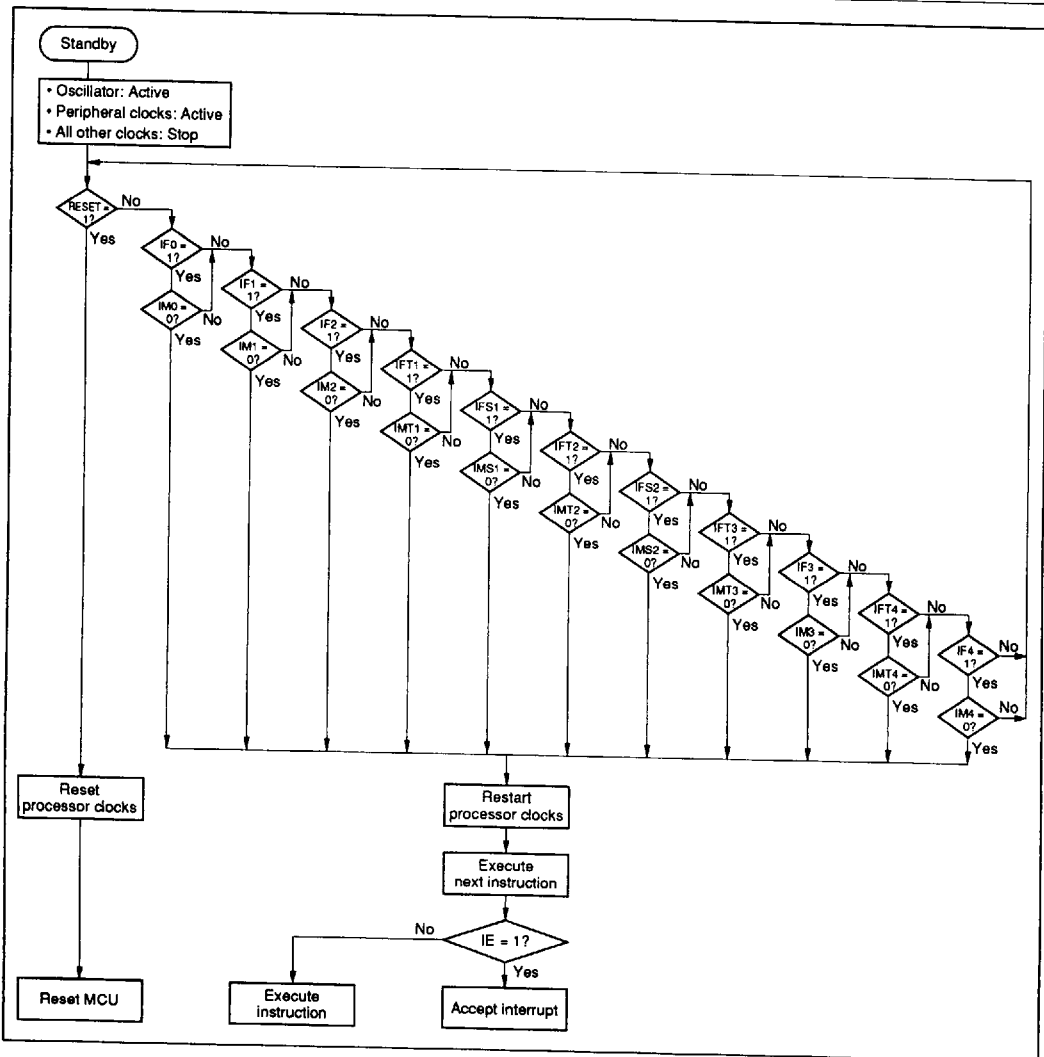 Standby
• Oscillator: Active
• Peripheral clocks: Active
• All other clocks: Stop
RESET =
1?
No
Yes
IF0 =
1?
No
Yes
IM0 =
0?
No
Yes
IF1 =
1?
No
Yes
IM1 =
0?
No
Yes
IF2 =
1?
No
Yes
IM2 =
0?
No
Yes
IFT1 =
1?
No
Yes
IMT1 =
0?
No
Yes
IFS1 =
1?
No
Yes
IMS1 =
0?
No
Yes
IFT2 =
1?
No
Yes
IMT2 =
0?
No
Yes
IFS2 =
1?
No
Yes
IMS2 =
0?
No
Yes
IFT3 =
1?
No
Yes
IMT3 =
0?
No
Yes
IF3 =
1?
No
Yes
IM3 =
0?
No
Yes
IFT4 =
1?
No
Yes
IMT4 =
0?
No
Yes
IF4 =
1?
No
Yes
IM4 =
0?
No
Yes
Reset
processor clocks
Reset MCU
Restart
processor clocks
Execute
next instruction
IE = 1?
No
Yes
Execute
instruction
Accept interrupt